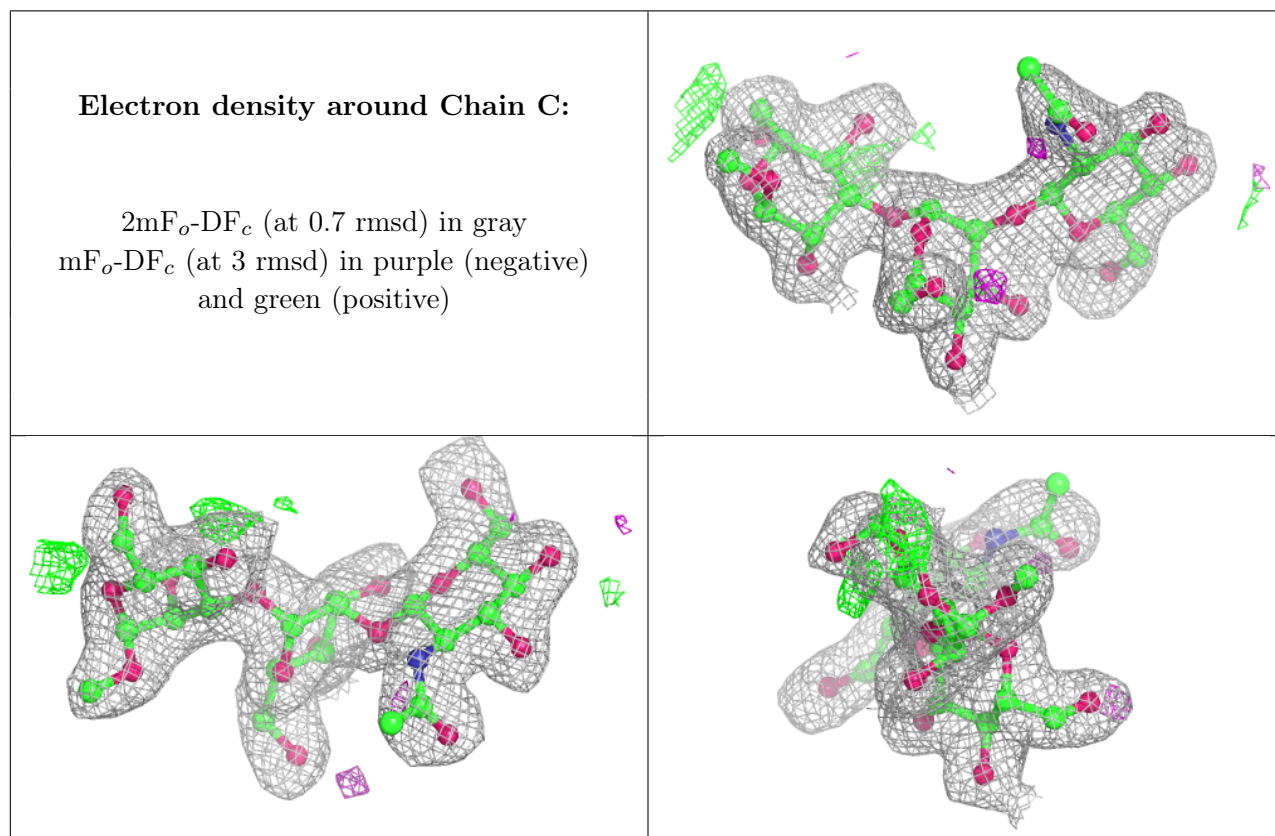 Electron density around Chain C:
2mFo-DFc (at 0.7 rmsd) in gray
mFo-DFc (at 3 rmsd) in purple (negative)
and green (positive)